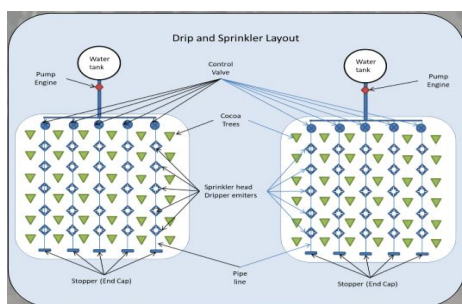 Drip and Sprinkler Layout
Water
tank
Control
Valve
Water
tank
Pump
Engine
Pump
Engine
Cocoa
Trees
Sprinkler head
Dripper emiters
Pipe
line
Stopper (End Cap)
Stopper (End Cap)